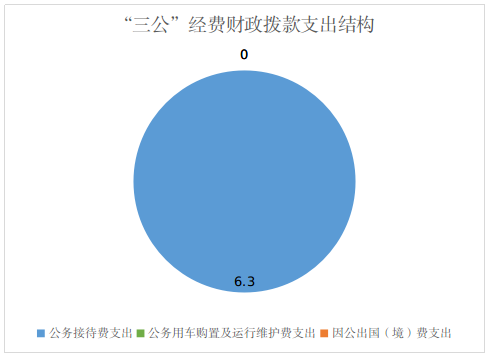 “三公”经费财政拨款支出结构
0
6.3
公务接待费支出 公务用车购置及运行维护费支出 因公出国（境）费支出